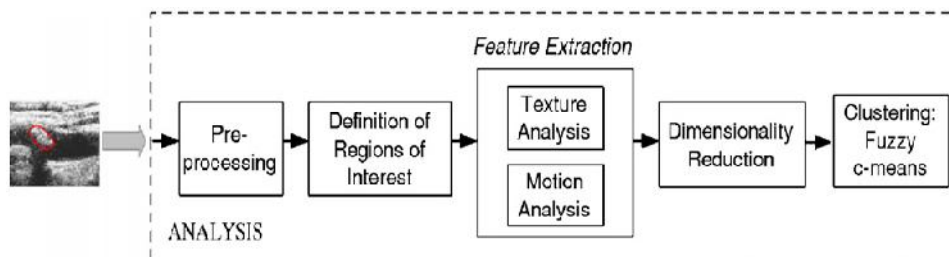 Feature Extraction
Pre-
processing
Definition of
Regions of
Interest
Texture
Analysis
Motion
Analysis
Dimensionality
Reduction
Clustering:
Fuzzy
c-means
ANALYSIS